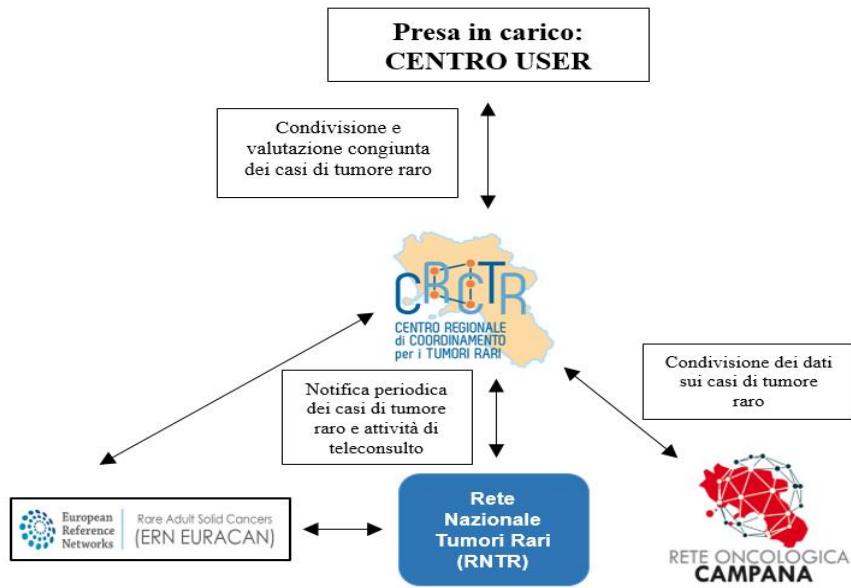 Presa in carico:
CENTRO USER
Condivisione e
valutazione congiunta
dei casi di tumore raro
CRCTR
CENTRO REGIONALE
di COORDINAMENTO
per i TUMORI RARI
Condivisione dei dati
sui casi di tumore
raro
Notifica periodica
dei casi di tumore
raro e attività di
teleconsulto
European
Reference
Networks
Rare Adult Solid Cancers
(ERN EURACAN)
Rete
Nazionale
Tumori Rari
(RNTR)
RETE ONCOLOGICA
CAMPANA